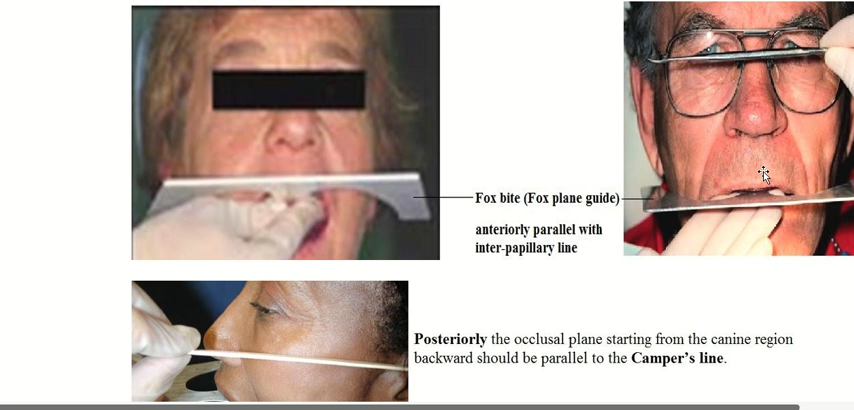 Fox bite (Fox plane guide)
anteriorly parallel with
inter-papillary line
Posteriorly the occlusal plane starting from the canine region
backward should be parallel to the Camper’s line.